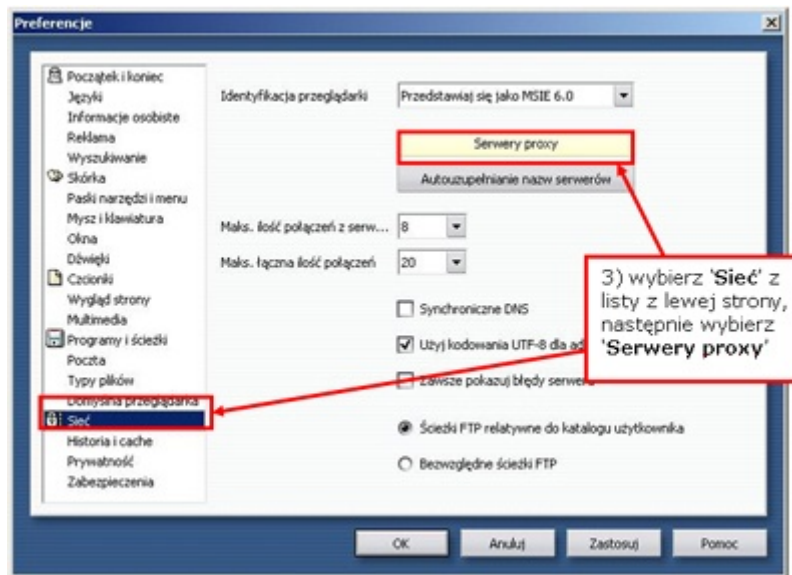 Preferencje
Początek i koniec
Języki
Informacje osobiste
Reklama
Wyszukiwanie
Skórka
Paski narzędzi i menu
Mysz i klawiatura
Okna
Dźwięki
Czcionki
Wygląd strony
Multimedia
Programy i ścieżki
Poczta
Typy plików
Domyślna przeglądarka
Sieć
Historia i cache
Prywatność
Zabezpieczenia
Identyfikacja przeglądarki
Przedstawiaj się jako MSIE 6.0
Serwery proxy
Autouzupełnianie nazw serwerów
Maks. ilość połączeń z serw... 8
Maks. łączna ilość połączeń 20
Synchroniczne DNS
Użyj kodowania UTF-8 dla ad
Zawsze pokazuj błędy serwera
Ścieżki FTP relatywne do katalogu użytkownika
Bezwzględne ścieżki FTP
3) wybierz 'Sieć' z
listy z lewej strony,
następnie wybierz
'Serwery proxy'
OK
Anuluj
Zastosuj
Pomoc